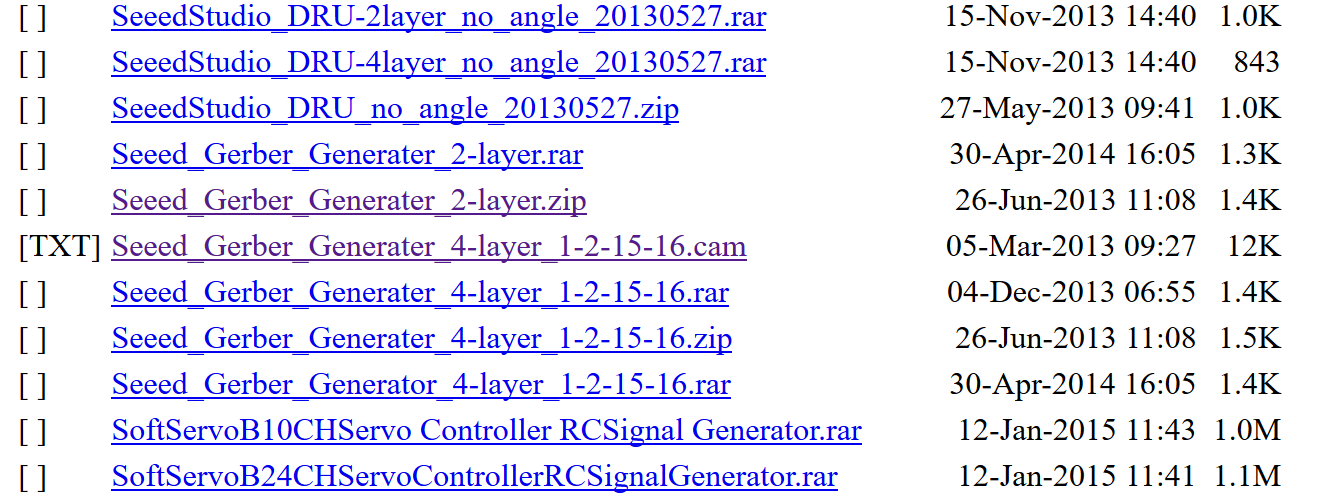 [ ] SeeedStudio_DRU-2layer_no_angle_20130527.rar 15-Nov-2013 14:40 1.0K
[ ] SeeedStudio_DRU-4layer_no_angle_20130527.rar 15-Nov-2013 14:40 843
[ ] SeeedStudio_DRU_no_angle_20130527.zip 27-May-2013 09:41 1.0K
[ ] Seeed_Gerber_Generater_2-layer.rar 30-Apr-2014 16:05 1.3K
[ ] Seeed_Gerber_Generater_2-layer.zip 26-Jun-2013 11:08 1.4K
[TXT] Seeed_Gerber_Generater_4-layer_1-2-15-16.cam 05-Mar-2013 09:27 12K
[ ] Seeed_Gerber_Generater_4-layer_1-2-15-16.rar 04-Dec-2013 06:55 1.4K
[ ] Seeed_Gerber_Generater_4-layer_1-2-15-16.zip 26-Jun-2013 11:08 1.5K
[ ] Seeed_Gerber_Generator_4-layer_1-2-15-16.rar 30-Apr-2014 16:05 1.4K
[ ] SoftServoB10CHServo Controller RCSignal Generator.rar 12-Jan-2015 11:43 1.0M
[ ] SoftServoB24CHServoControllerRCSignalGenerator.rar 12-Jan-2015 11:41 1.1M